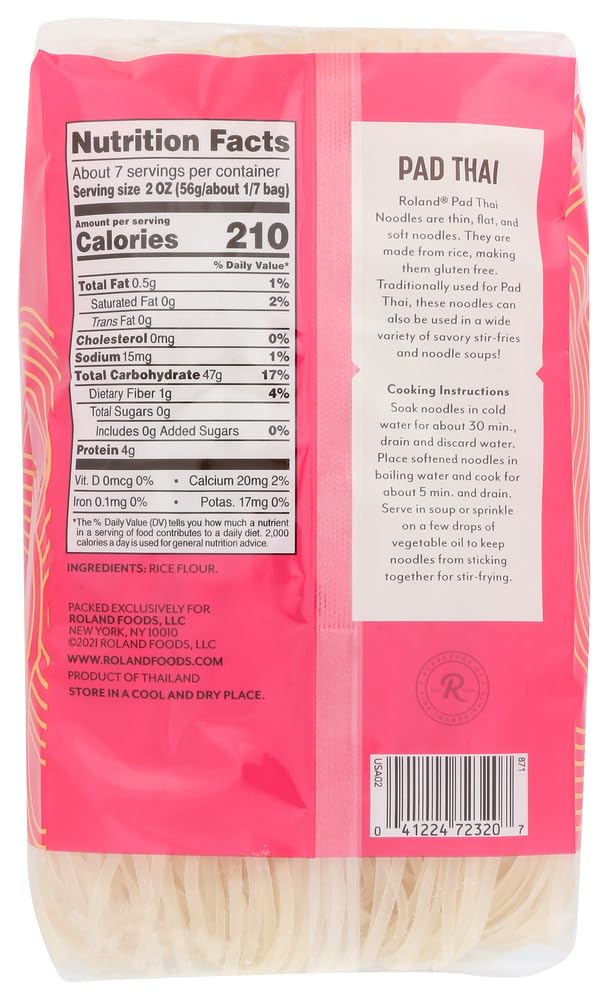 Nutrition Facts
About 7 servings per container
Serving size 2 OZ (56g/about 1/7 bag)
Amount per serving
Calories 210
% Daily Value*
Total Fat 0.5g 1%
Saturated Fat 0g 2%
Trans Fat 0g
Cholesterol 0mg 0%
Sodium 15mg 1%
Total Carbohydrate 47g 17%
Dietary Fiber 1g 4%
Total Sugars 0g
Includes 0g Added Sugars 0%
Protein 4g
Vit. D 0mcg 0% • Calcium 20mg 2%
Iron 0.1mg 0% • Potas. 17mg 0%
*The % Daily Value (DV) tells you how much a nutrient
in a serving of food contributes to a daily diet. 2,000
calories a day is used for general nutrition advice.
INGREDIENTS: RICE FLOUR.
PACKED EXCLUSIVELY FOR
ROLAND FOODS, LLC
NEW YORK, NY 10010
©2021 ROLAND FOODS, LLC
WWW.ROLANDFOODS.COM
PRODUCT OF THAILAND
STORE IN A COOL AND DRY PLACE.
PAD THAI
Roland® Pad Thai
Noodles are thin, flat, and
soft noodles. They are
made from rice, making
them gluten free.
Traditionally used for Pad
Thai, these noodles can
also be used in a wide
variety of savory stir-fries
and noodle soups!
Cooking Instructions
Soak noodles in cold
water for about 30 min.,
drain and discard water.
Place softened noodles in
boiling water and cook for
about 5 min. and drain.
Serve in soup or sprinkle
on a few drops of
vegetable oil to keep
noodles from sticking
together for stir-frying.
R
USA02
871
0 41224 72320 7